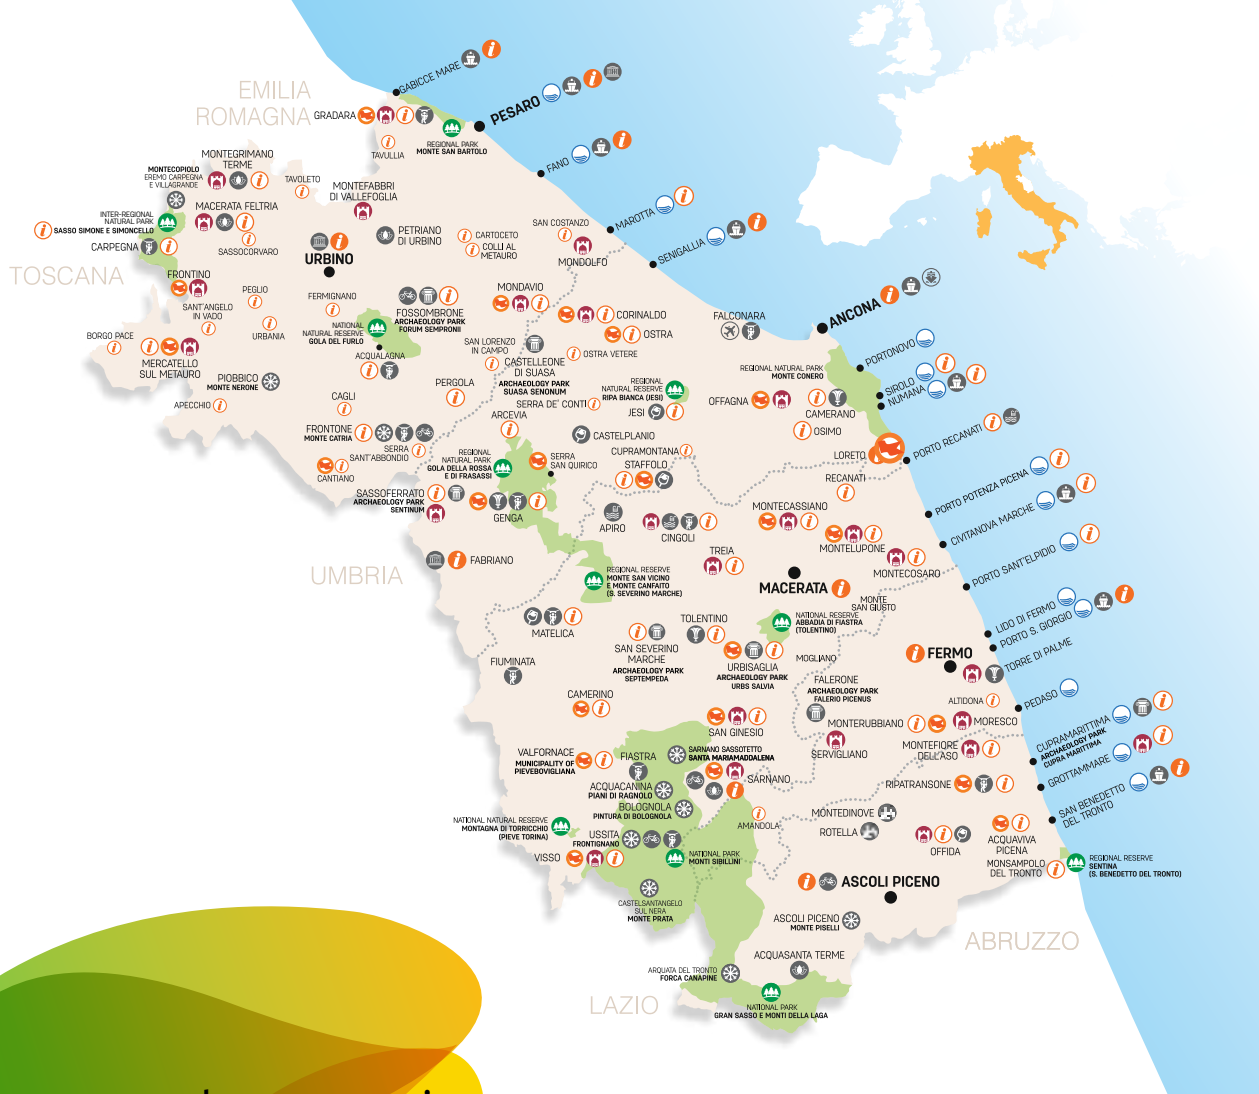 EMILIA
ROMAGNA
GABICCE MARE
GRADARA
PESARO
REGIONAL PARK
MONTE SAN BARTOLO
TAVULLIA
FANO
MONTECOPIOLO
EREMO CARPEGNA
E VILLAGRANDE
MONTEGRIMANO
TERME
TAVOLETO
MONTEFABBRI
DI VALLEFOGLIA
MACERATA FELTRIA
INTER-REGIONAL
NATURAL PARK
SASSO SIMONE E SIMONCELLO
CARPEGNA
SASSOCORVARO
URBINO
PETRIANO
DI URBINO
CARTOCETO
COLLI AL
METAURO
SAN COSTANZO
MONDOLFO
MAROTTA
SENIGALLIA
TOSCANA
FRONTINO
PEGLIO
SANT'ANGELO
IN VADO
URBANIA
FERMIGNANO
FOSSOMBRONE
ARCHAEOLOGY PARK
FORUM SEMPRONII
MONDAVIO
CORINALDO
OSTRA
OSTRA VETERE
FALCONARA
ANCONA
BORGO PACE
MERCATELLO
SUL METAURO
NATIONAL
NATURAL RESERVE
GOLA DEL FURLO
ACQUALAGNA
SAN LORENZO
IN CAMPO
CASTELLEONE
DI SUASA
ARCHAEOLOGY PARK
SUASA SENONUM
PIOBBICO
MONTE NERONE
APECCHIO
CAGLI
PERGOLA
SERRA DE' CONTI
REGIONAL
NATURAL RESERVE
RIPA BIANCA (JESI)
JESI
REGIONAL NATURAL PARK
MONTE CONERO
PORTONOVO
SIROLO
NUMANA
OFFAGNA
CAMERANO
OSIMO
ARCEVIA
CASTELPLANIO
FRONTONE
MONTE CATRIA
SERRA
SANT'ABBONDIO
CANTIANO
REGIONAL
NATURAL PARK
GOLA DELLA ROSSA
E DI FRASASSI
SERRA
SAN QUIRICO
CUPRAMONTANA
STAFFOLO
LORETO
PORTO RECANATI
RECANATI
SASSOFERRATO
ARCHAEOLOGY PARK
SENTINUM
GENGA
APIRO
CINGOLI
MONTECASSIANO
MONTELUPONE
MONTECOSARO
PORTO POTENZA PICENA
CIVITANOVA MARCHE
PORTO SANT'ELPIDIO
UMBRIA
FABRIANO
TREIA
MACERATA
REGIONAL RESERVE
MONTE SAN VICINO
E MONTE CANFAITO
(S. SEVERINO MARCHE)
MONTE
SAN GIUSTO
NATIONAL RESERVE
ABBADIA DI FIASTRA
(TOLENTINO)
LIDO DI FERMO
PORTO S. GIORGIO
TORRE DI PALME
MATELICA
SAN SEVERINO
MARCHE
ARCHAEOLOGY PARK
SEPTEMPEDA
TOLENTINO
URBISAGLIA
ARCHAEOLOGY PARK
URBS SALVIA
MOGLIANO
FERMO
FIUMINATA
FALERONE
ARCHAEOLOGY PARK
FALERIO PICENUS
ALTIDONA
PEDASO
CAMERINO
SAN GINESIO
MONTERUBBIANO
MORESCO
SERVIGLIANO
MONTEFIORE
DELL'ASO
CUPRAMARITTIMA
ARCHAEOLOGY PARK
CUPRA MARITTIMA
GROTTAMMARE
VALFORNACE
MUNICIPALITY OF
PIEVEBOVIGLIANA
FIASTRA
SARNANO SASSOTETTO
SANTA MARIAMADDALENA
SARNANO
ACQUACANINA
PIANI DI RAGNOLO
BOLOGNOLA
PINTURA DI BOLOGNOLA
RIPATRANSONE
SAN BENEDETTO
DEL TRONTO
NATIONAL NATURAL RESERVE
MONTAGNA DI TORRICCHIO
(PIEVE TORINA)
USSITA
FRONTIGNANO
AMANDOLA
MONTEDINOVE
ROTELLA
OFFIDA
ACQUAVIVA
PICENA
VISSO
NATIONAL PARK
MONTI SIBILLINI
MONSAMPOLO
DEL TRONTO
REGIONAL RESERVE
SENTINA
(S. BENEDETTO DEL TRONTO)
CASTELSANTANGELO
SUL NERA
MONTE PRATA
ASCOLI PICENO
ASCOLI PICENO
MONTE PISELLI
ABRUZZO
ACQUASANTA TERME
ARQUATA DEL TRONTO
FORCA CANAPINE
LAZIO
NATIONAL PARK
GRAN SASSO E MONTI DELLA LAGA